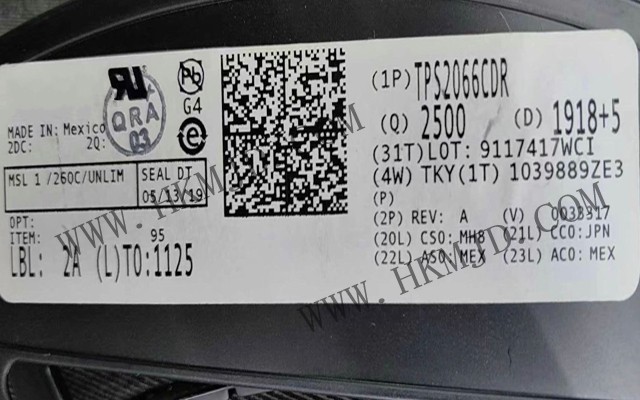 MADE IN: Mexico
2DC: 2Q:
QRA
03
Pb
G4
e
MSL 1 /260C/UNLIM
SEAL DT
05/13/19
OPT:
ITEM: 95
LBL: 2A (L)TO:1125
(1P) TPS2066CDR
(Q) 2500 (D) 1918+5
(31T)LOT: 9117417WCI
(4W) TKY(1T) 1039889ZE3
(P)
(2P) REV: A (V) 0033317
(20L) CSO:MH8 (21L) CCO:JPN
(22L) ASO:MEX (23L) ACO:MEX
WWW.HKMJD.COM
WWW.HKMJD.COM